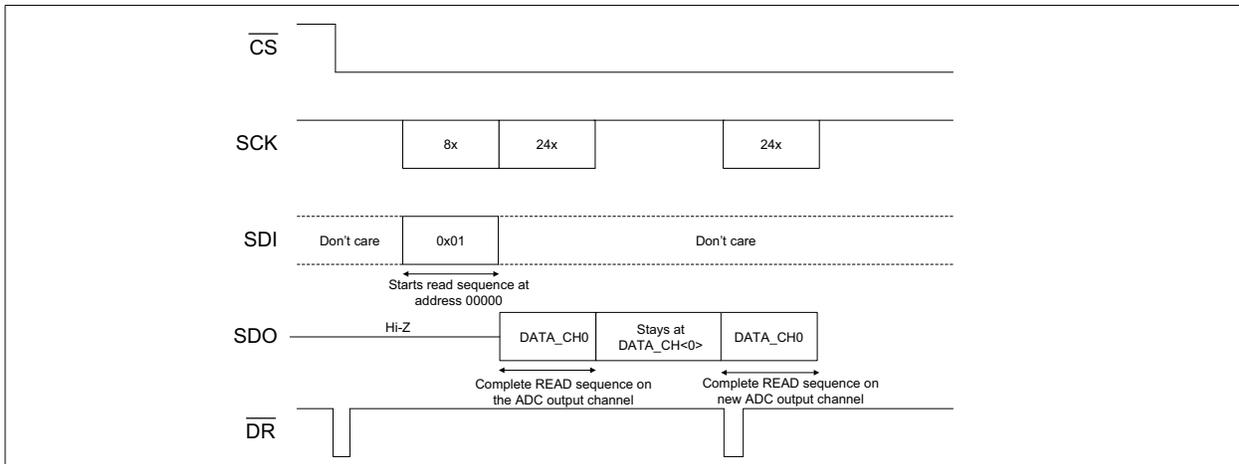 CS
SCK
8x
24x
24x
SDI
Don't care
0x01
Don't care
Starts read sequence at
address 00000
SDO
Hi-Z
DATA_CH0
Stays at
DATA_CH<0>
DATA_CH0
Complete READ sequence on
the ADC output channel
Complete READ sequence on
new ADC output channel
DR